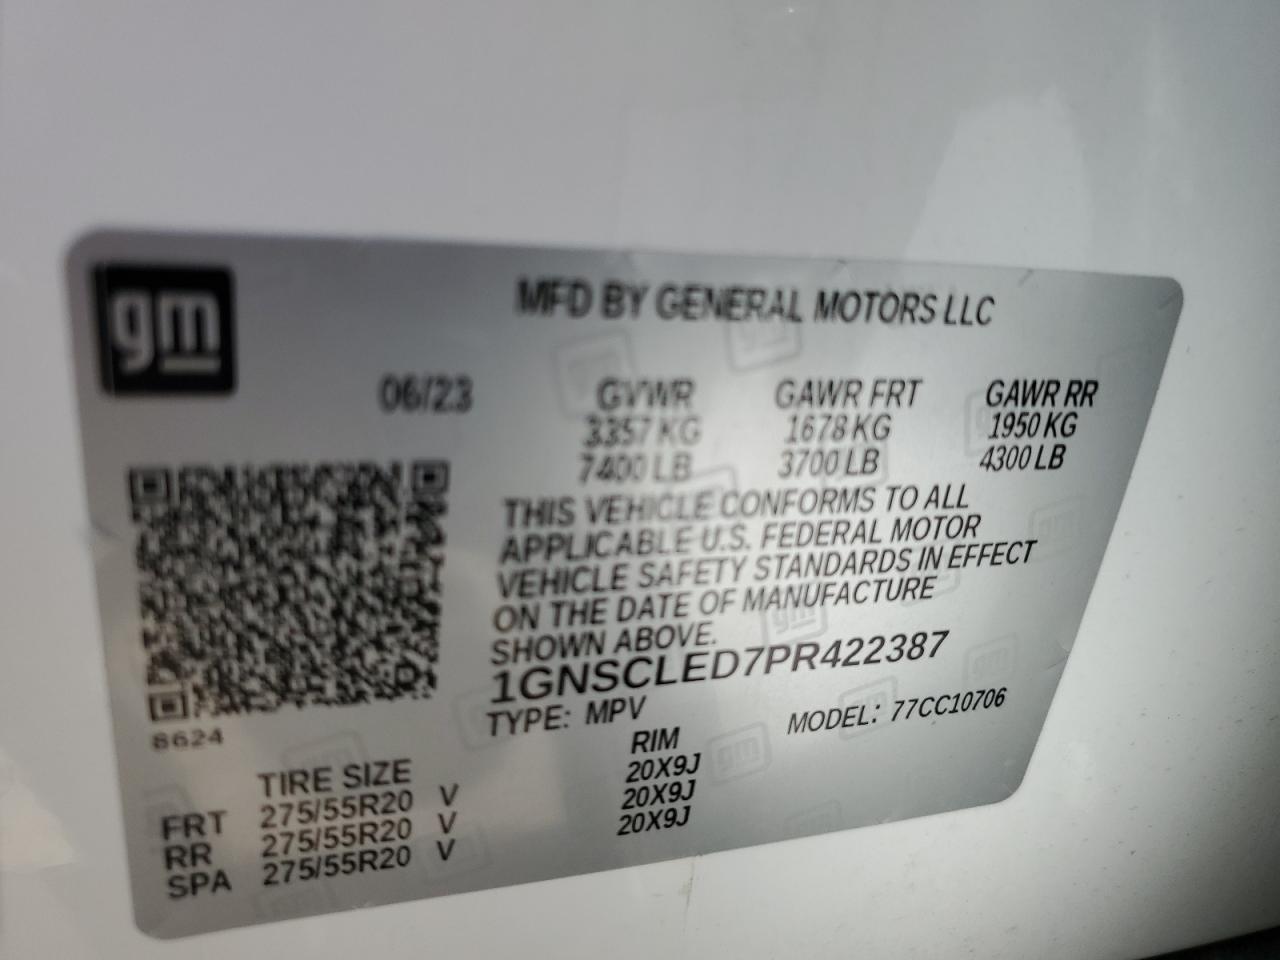 gm
MFD BY GENERAL MOTORS LLC
06/23 GVWR GAWR FRT GAWR RR
3357 KG 1678 KG 1950 KG
7400 LB 3700 LB 4300 LB
THIS VEHICLE CONFORMS TO ALL
APPLICABLE U.S. FEDERAL MOTOR
VEHICLE SAFETY STANDARDS IN EFFECT
ON THE DATE OF MANUFACTURE
SHOWN ABOVE.
1GNSCLED7PR422387
TYPE: MPV MODEL: 77CC10706
8624
TIRE SIZE RIM
FRT 275/55R20 V 20X9J
RR 275/55R20 V 20X9J
SPA 275/55R20 V 20X9J